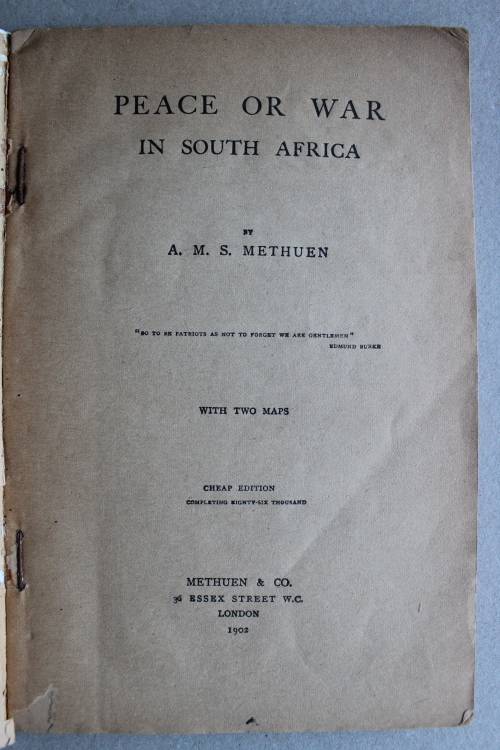 PEACE OR WAR
IN SOUTH AFRICA
BY
A. M. S. METHUEN
"SO TO BE PATRIOTS AS NOT TO FORGET WE ARE GENTLEMEN"
EDMUND BURKE
WITH TWO MAPS
CHEAP EDITION
COMPLETING EIGHTY-SIX THOUSAND
METHUEN & CO.
36 ESSEX STREET W.C.
LONDON
1902